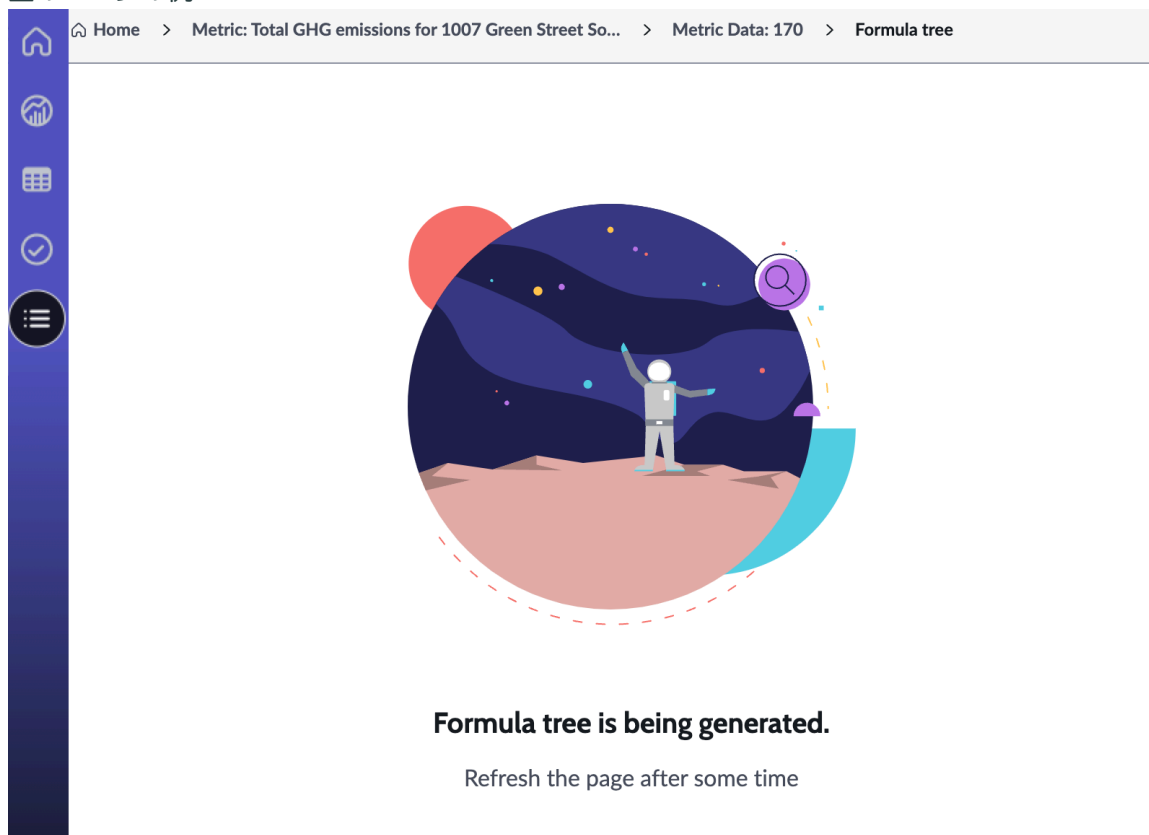 Home > Metric: Total GHG emissions for 1007 Green Street So... > Metric Data: 170 > Formula tree
Formula tree is being generated.
Refresh the page after some time